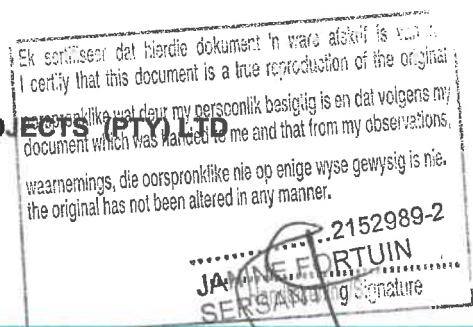 Ek sertifiseer dat hierdie dokument 'n ware afskrif is van
I certify that this document is a true reproduction of the original
oorspronklike wat deur my persoonlik besigtig is en dat volgens my
JECTS (PTY) LTD
document which was handed to me and that from my observations,
waarnemings, die oorspronklike nie op enige wyse gewysig is nie.
the original has not been altered in any manner.
2152989-2
JANINE FORTUIN
SERSANT
Signature